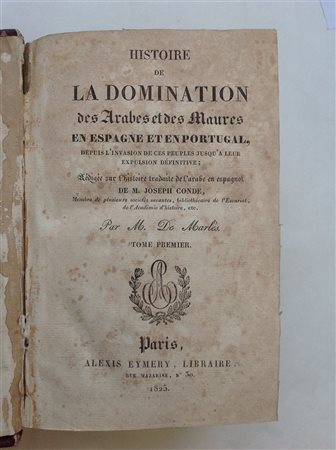 HISTOIRE
DE
LA DOMINATION
des Arabes et des Maures
EN ESPAGNE ET EN PORTUGAL,
DEPUIS L'INVASION DE CES PEUPLES JUSQU'A LEUR
EXPULSION DÉFINITIVE;
Rédigée sur l'histoire traduite de l'arabe en espagnol
DE M. JOSEPH CONDE,
Membre de plusieurs sociétés savantes, bibliothécaire de l'Escurial,
de l'Académie d'histoire, etc.
Par M. De Marlès.
TOME PREMIER.
Paris,
ALEXIS EYMERY, LIBRAIRE,
RUE MAZARINE, N° 30.
1825.